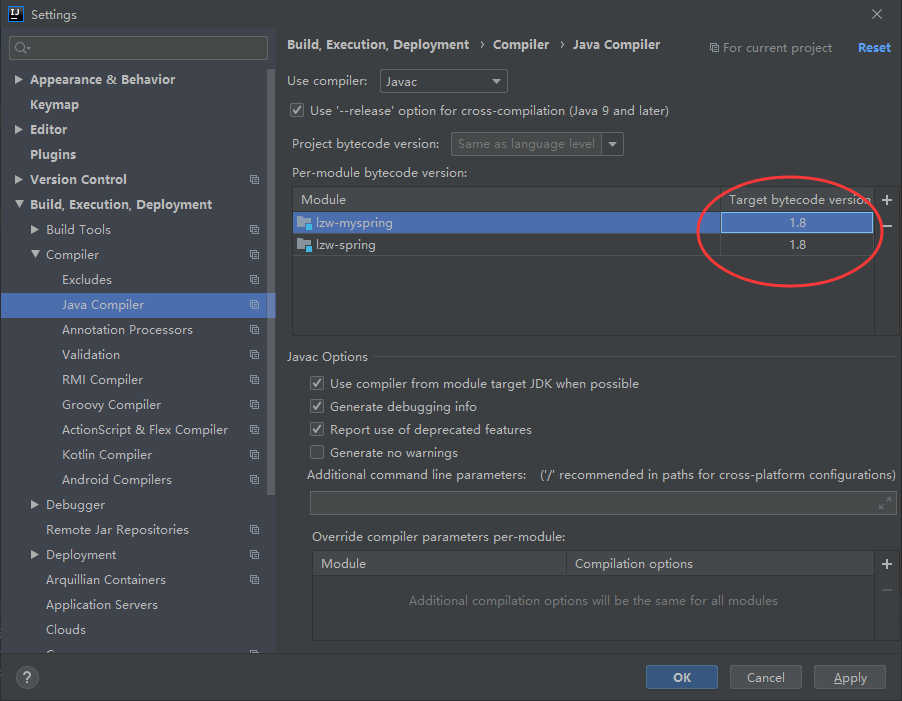 IJ Settings
Appearance & Behavior
Keymap
Editor
Plugins
Version Control
Build, Execution, Deployment
Build Tools
Compiler
Excludes
Java Compiler
Annotation Processors
Validation
RMI Compiler
Groovy Compiler
ActionScript & Flex Compiler
Kotlin Compiler
Android Compilers
Debugger
Remote Jar Repositories
Deployment
Arquillian Containers
Application Servers
Clouds
Build, Execution, Deployment › Compiler › Java Compiler
For current project
Reset
Use compiler: Javac
Use '--release' option for cross-compilation (Java 9 and later)
Project bytecode version: Same as language level
Per-module bytecode version:
Module Target bytecode version
lzw-myspring 1.8
lzw-spring 1.8
Javac Options
Use compiler from module target JDK when possible
Generate debugging info
Report use of deprecated features
Generate no warnings
Additional command line parameters: ('/' recommended in paths for cross-platform configurations)
Override compiler parameters per-module:
Module Compilation options
Additional compilation options will be the same for all modules
? OK Cancel Apply